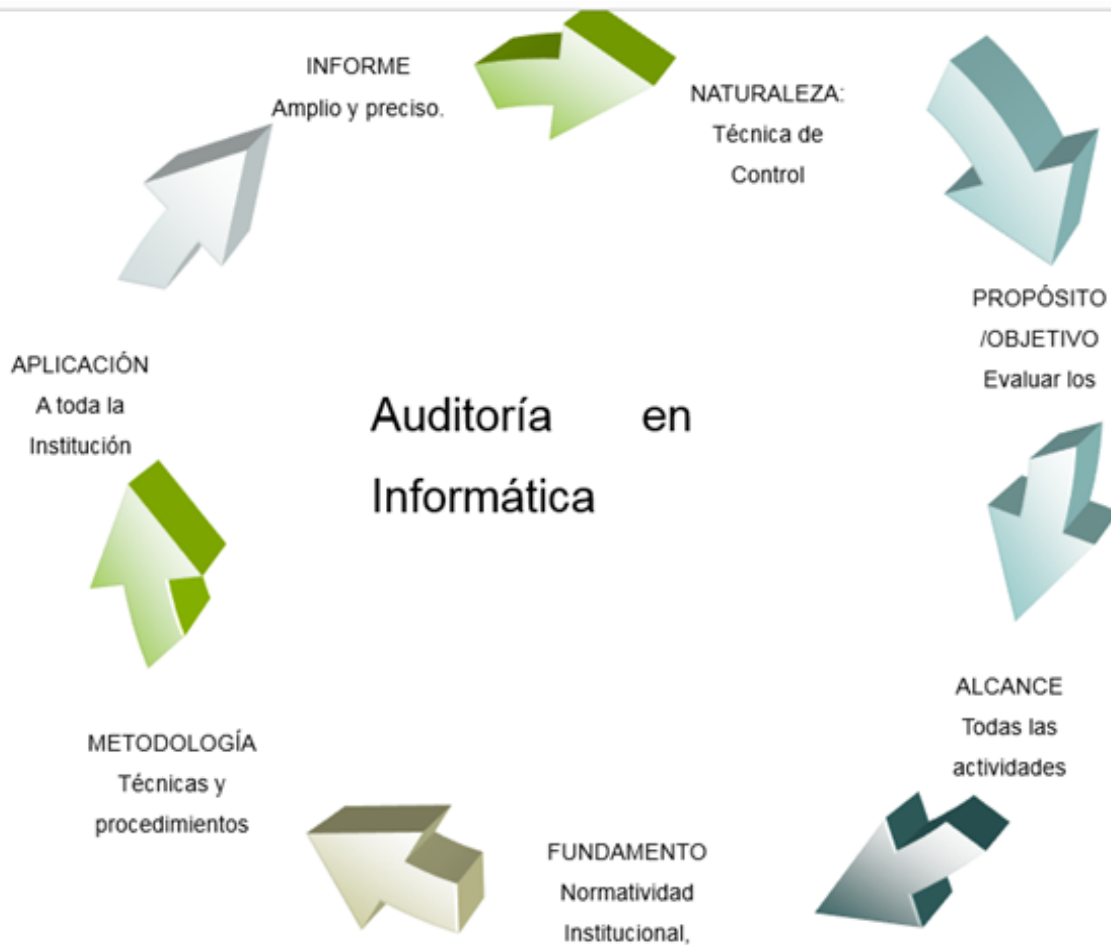 INFORME
Amplio y preciso.
NATURALEZA:
Técnica de
Control
PROPÓSITO
/OBJETIVO
Evaluar los
ALCANCE
Todas las
actividades
FUNDAMENTO
Normatividad
Institucional,
METODOLOGÍA
Técnicas y
procedimientos
APLICACIÓN
A toda la
Institución
Auditoría en
Informática